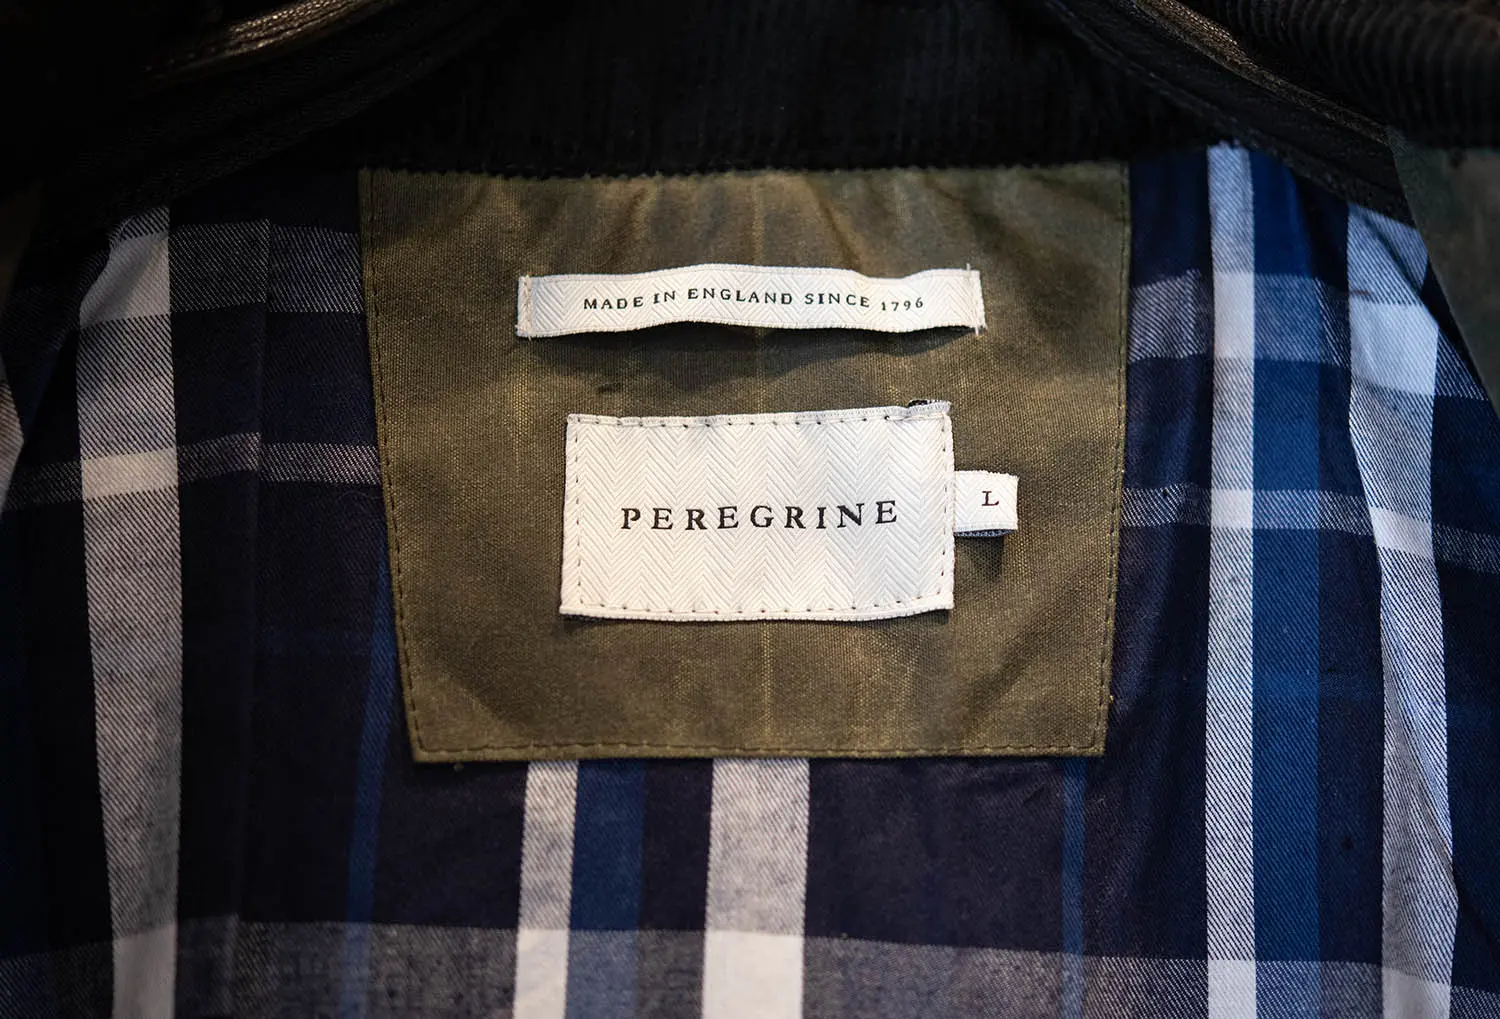 MADE IN ENGLAND SINCE 1796
PEREGRINE
L